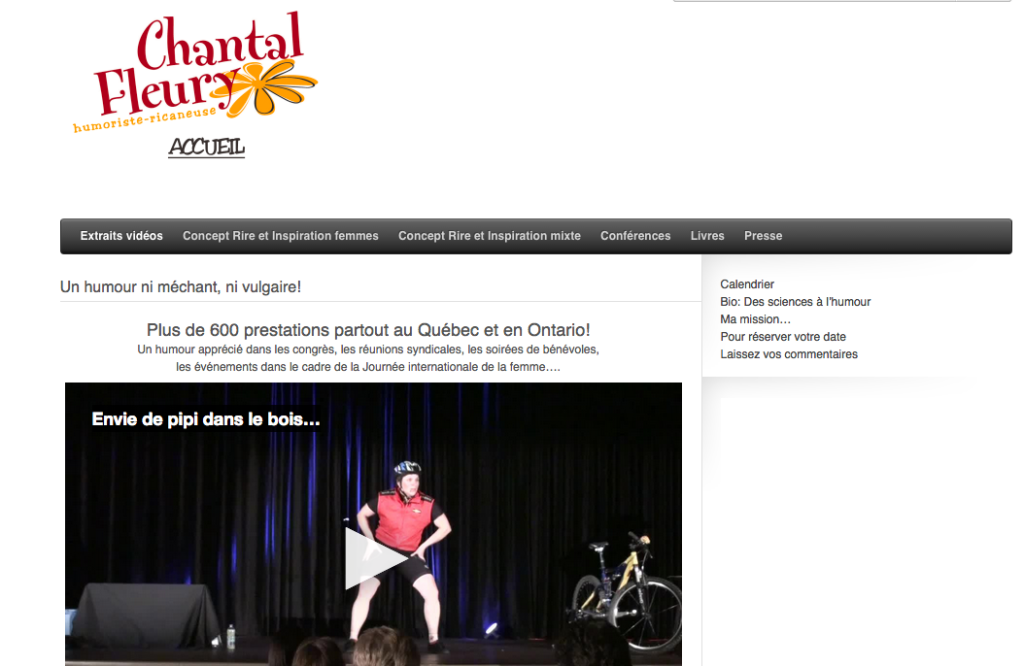 Chantal
Fleury
humoriste-ricaneuse
ACCUEIL
Extraits vidéos Concept Rire et Inspiration femmes Concept Rire et Inspiration mixte Conférences Livres Presse
Un humour ni méchant, ni vulgaire!
Plus de 600 prestations partout au Québec et en Ontario!
Un humour apprécié dans les congrès, les réunions syndicales, les soirées de bénévoles,
les événements dans le cadre de la Journée internationale de la femme….
Envie de pipi dans le bois...
Calendrier
Bio: Des sciences à l'humour
Ma mission…
Pour réserver votre date
Laissez vos commentaires